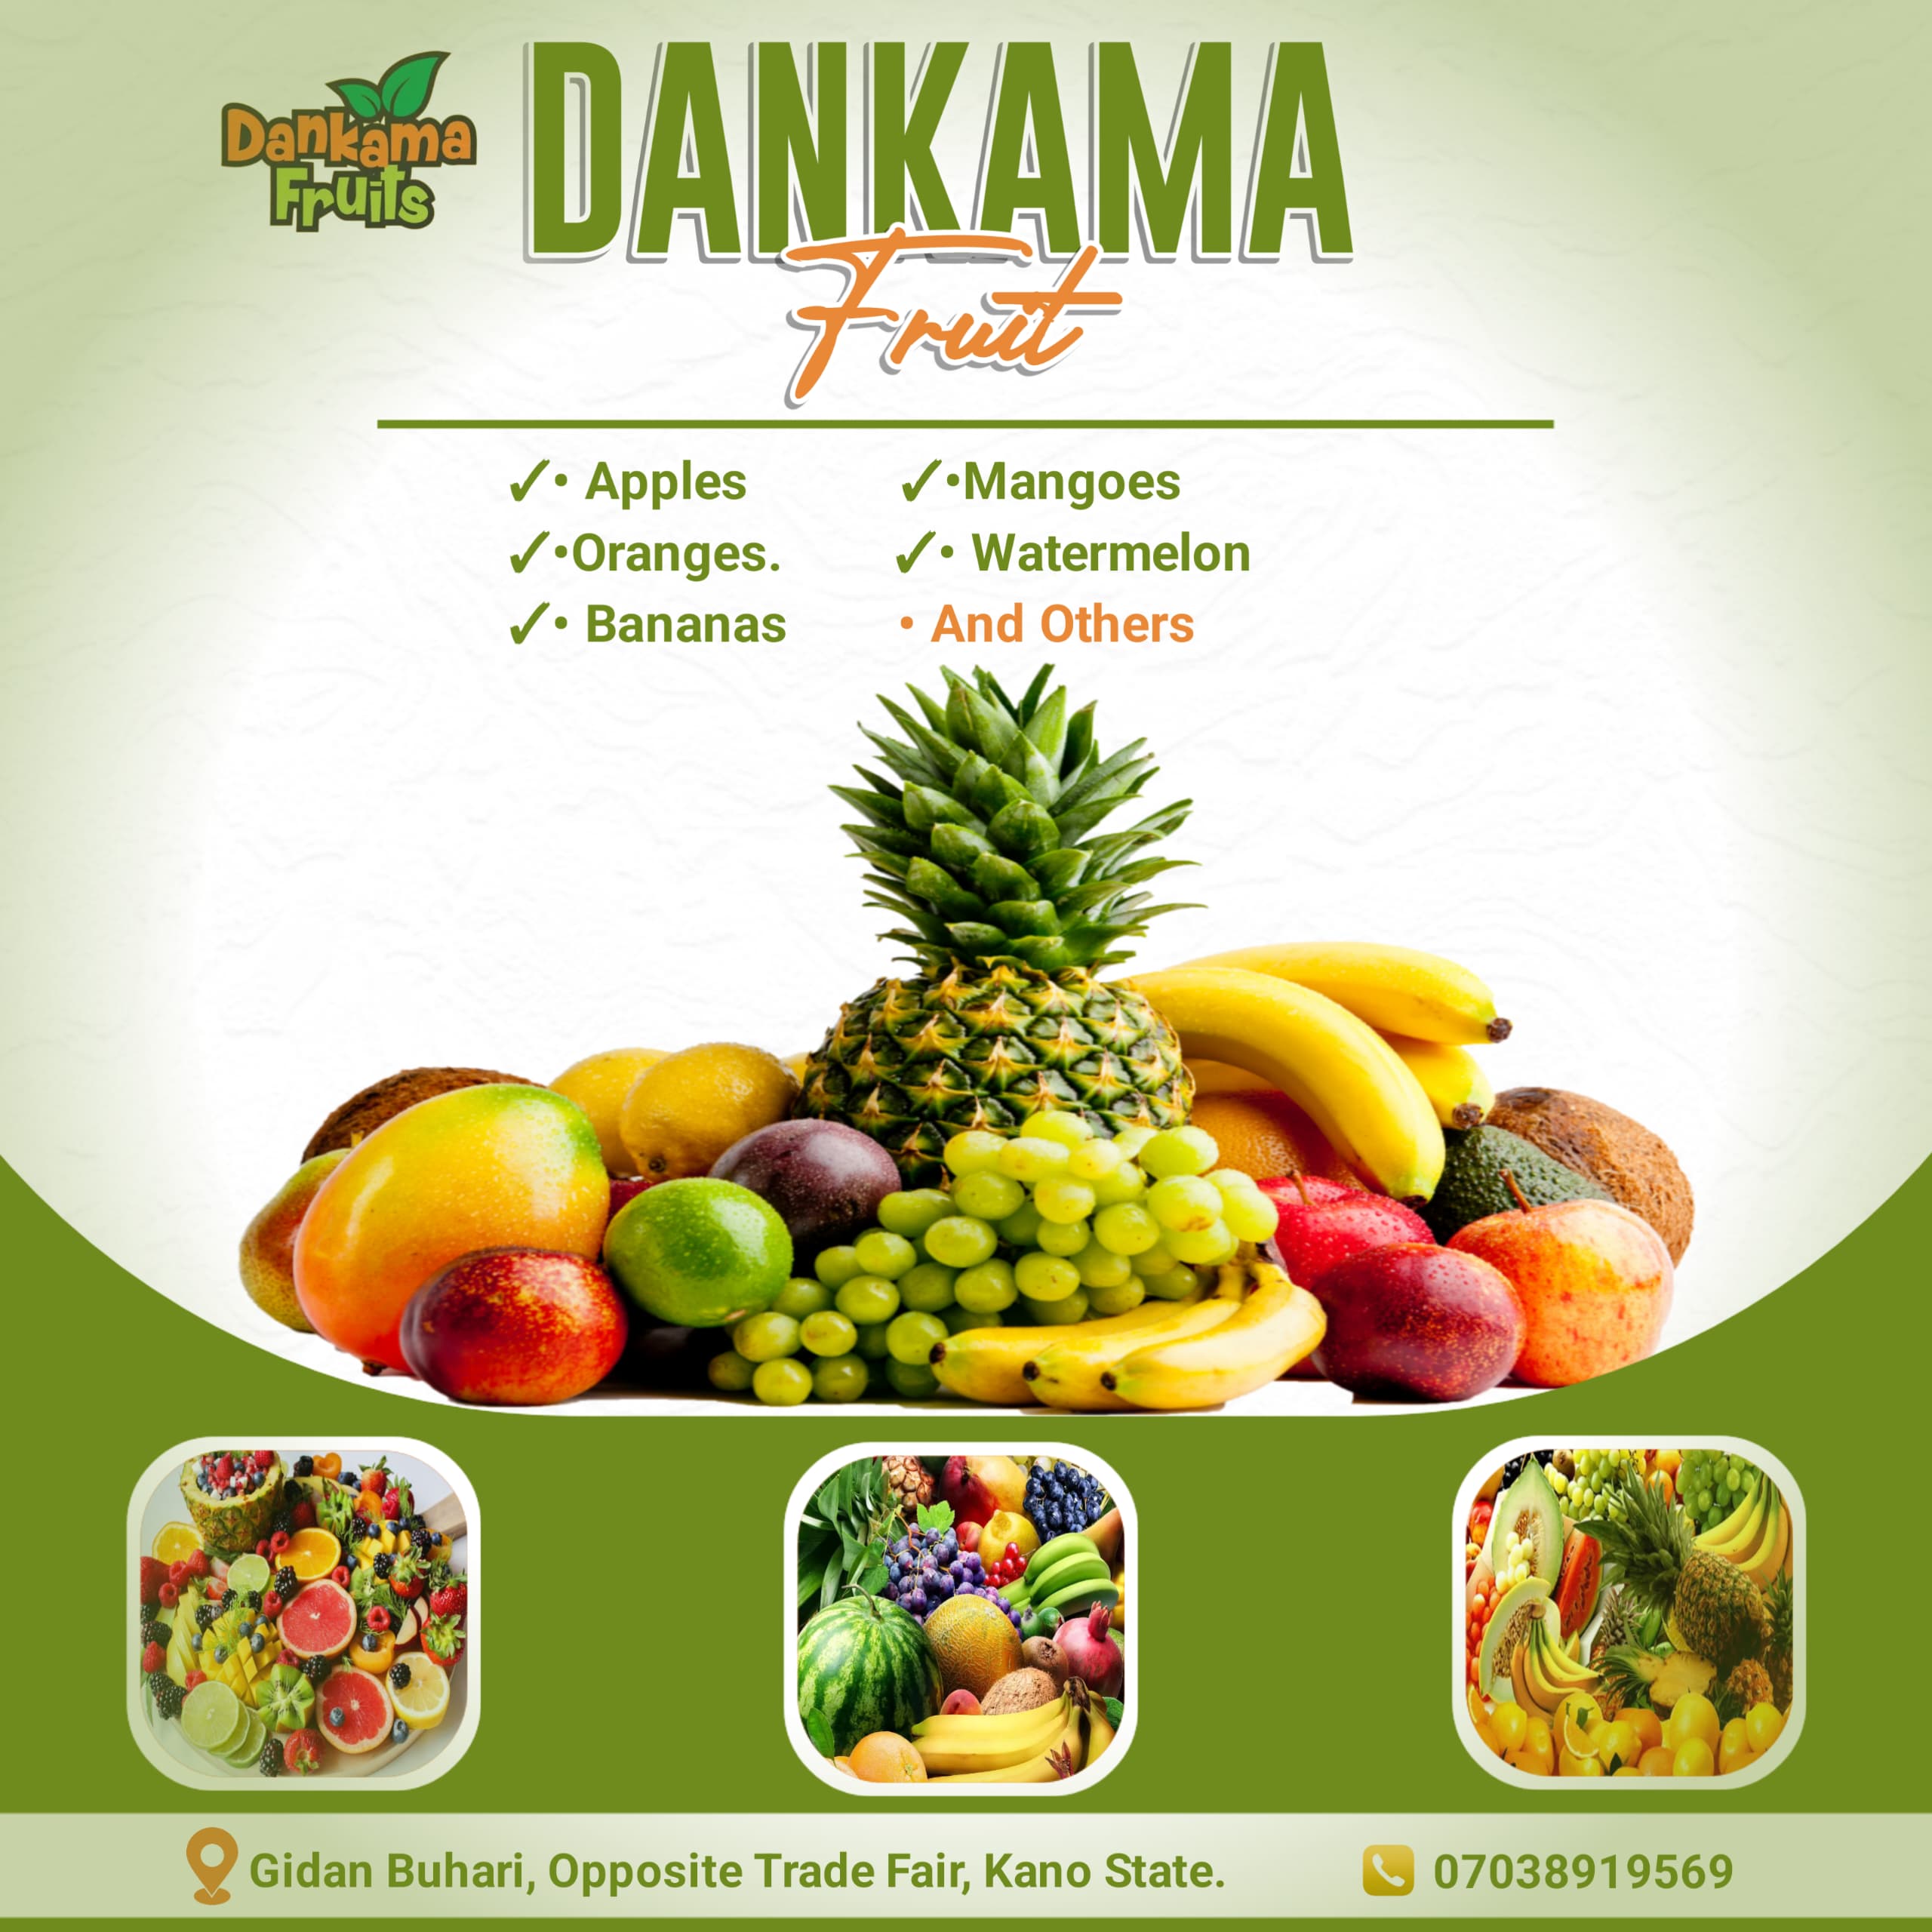 Dankama
Fruits
DANKAMA
Fruit
✓• Apples
✓•Oranges.
✓• Bananas
✓•Mangoes
✓• Watermelon
• And Others
Gidan Buhari, Opposite Trade Fair, Kano State.
07038919569